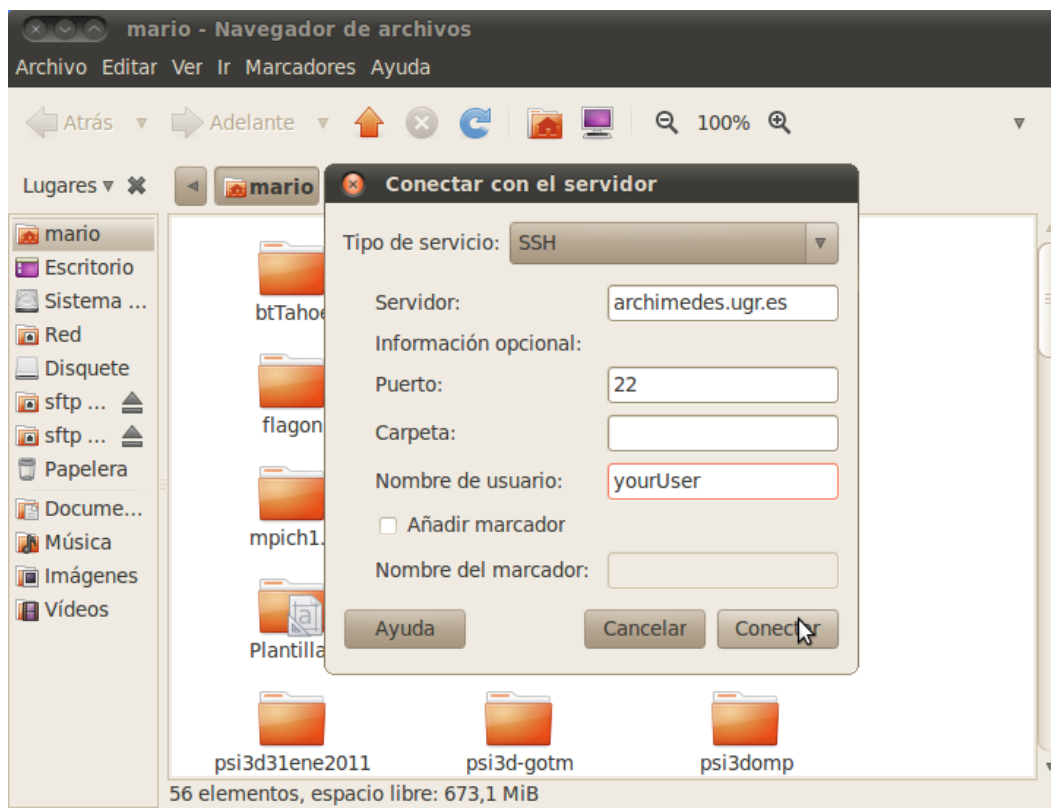 mario - Navegador de archivos
Archivo Editar Ver Ir Marcadores Ayuda
Atrás Adelante 100%
Lugares mario
mario
Escritorio
Sistema ...
Red
Disquete
sftp ...
sftp ...
Papelera
Docume...
Música
Imágenes
Vídeos
btTahoe
flagon
mpich1.
Plantilla
Conectar con el servidor
Tipo de servicio: SSH
Servidor: archimedes.ugr.es
Información opcional:
Puerto: 22
Carpeta:
Nombre de usuario: yourUser
Añadir marcador
Nombre del marcador:
Ayuda Cancelar Conectar
psi3d31ene2011 psi3d-gotm psi3domp
56 elementos, espacio libre: 673,1 MiB